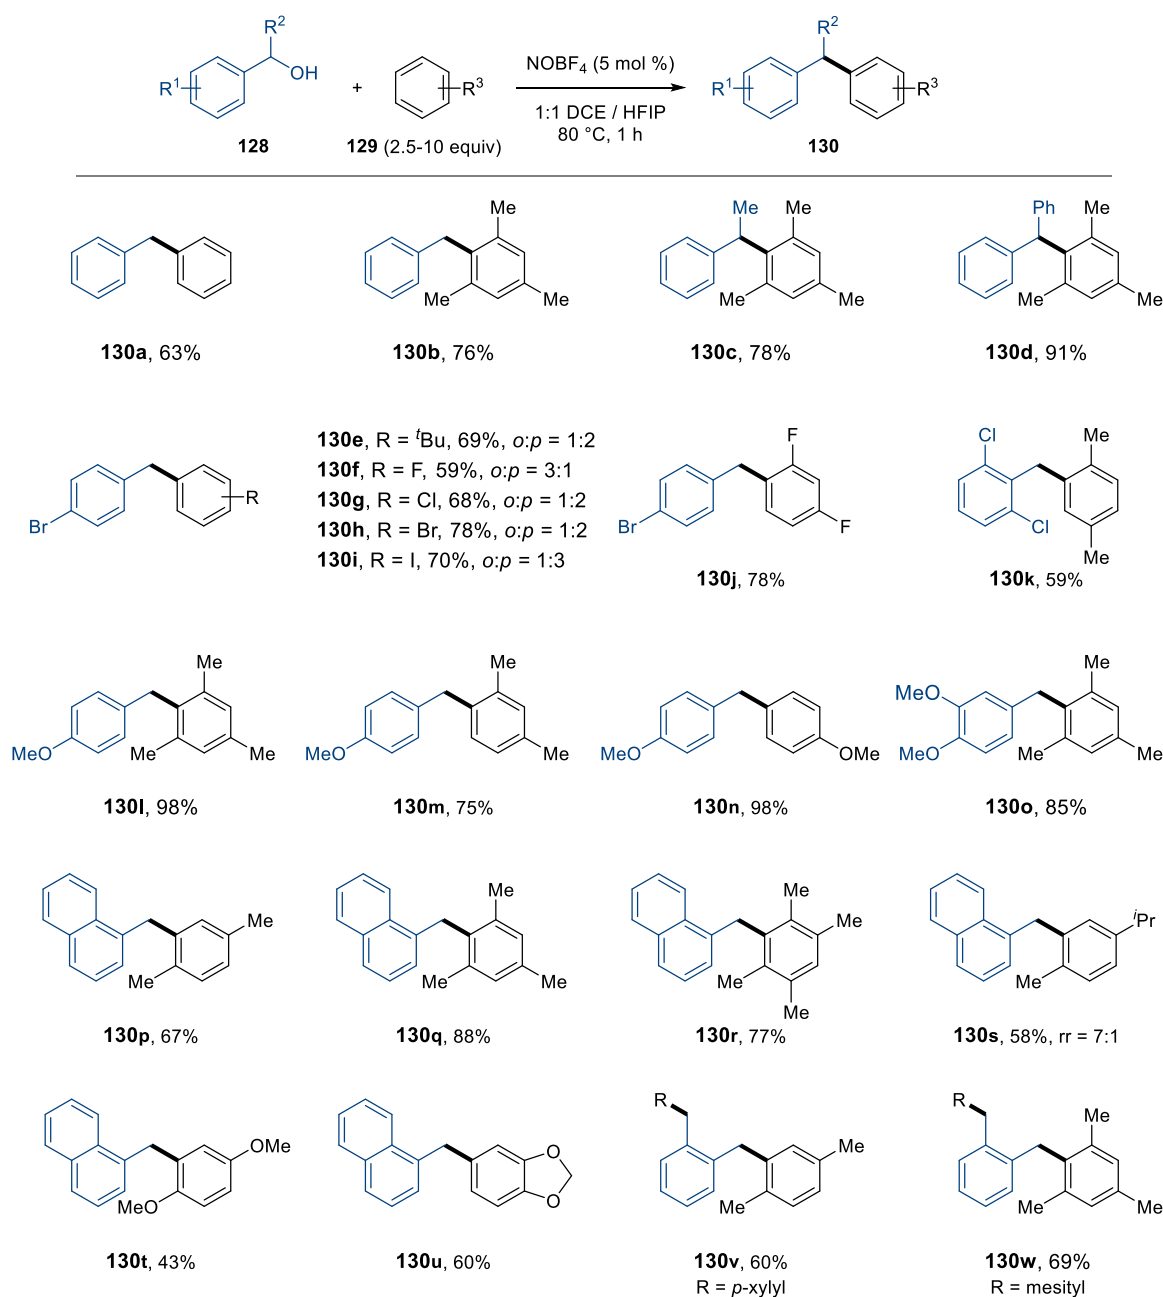 R² R²
R¹ OH + R³ NOBF₄ (5 mol %) R¹ R³
1:1 DCE / HFIP
80 °C, 1 h
128 129 (2.5-10 equiv) 130
Me Me Me Ph Me
Me Me Me Me Me Me
130a, 63% 130b, 76% 130c, 78% 130d, 91%
130e, R = ᵗBu, 69%, o:p = 1:2
130f, R = F, 59%, o:p = 3:1
130g, R = Cl, 68%, o:p = 1:2
130h, R = Br, 78%, o:p = 1:2
130i, R = I, 70%, o:p = 1:3
Br R
F Br F
130j, 78%
Cl Me Cl Me
130k, 59%
Me Me Me
MeO Me Me MeO Me MeO OMe MeO MeO Me Me
130l, 98% 130m, 75% 130n, 98% 130o, 85%
Me Me Me Me ⁱPr
Me Me Me Me Me Me
130p, 67% 130q, 88% 130r, 77% 130s, 58%, rr = 7:1
R R
OMe O Me Me
MeO O Me Me Me
130t, 43% 130u, 60% 130v, 60% 130w, 69%
R = p-xylyl R = mesityl